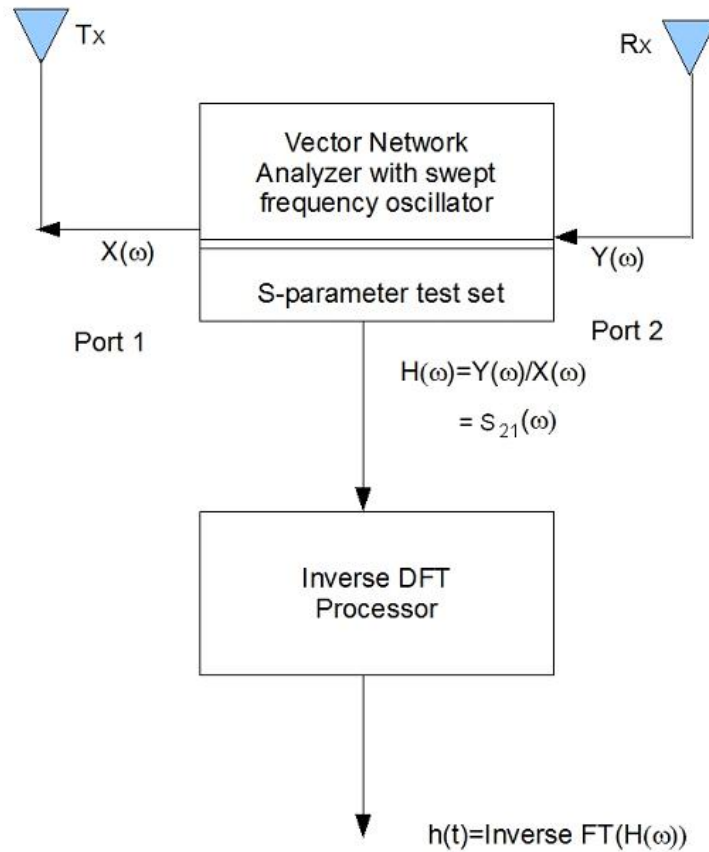 Tx
Rx
Vector Network
Analyzer with swept
frequency oscillator
X(ω)
Y(ω)
S-parameter test set
Port 1
Port 2
H(ω)=Y(ω)/X(ω)
= S21(ω)
Inverse DFT
Processor
h(t)=Inverse FT(H(ω))